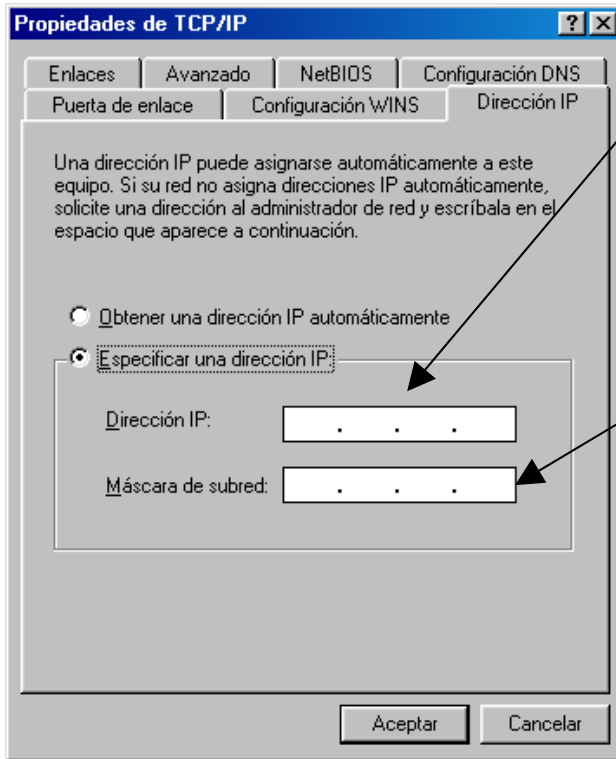 Propiedades de TCP/IP
Enlaces Avanzado NetBIOS Configuración DNS
Puerta de enlace Configuración WINS Dirección IP
Una dirección IP puede asignarse automáticamente a este
equipo. Si su red no asigna direcciones IP automáticamente,
solicite una dirección al administrador de red y escríbala en el
espacio que aparece a continuación.
Obtener una dirección IP automáticamente
Especificar una dirección IP:
Dirección IP: . . .
Máscara de subred: . . .
Aceptar Cancelar